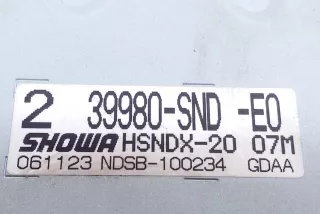 2 39980-SND -E0
SHOWA HSNDX-20 07M
061123 NDSB-100234 GDAA